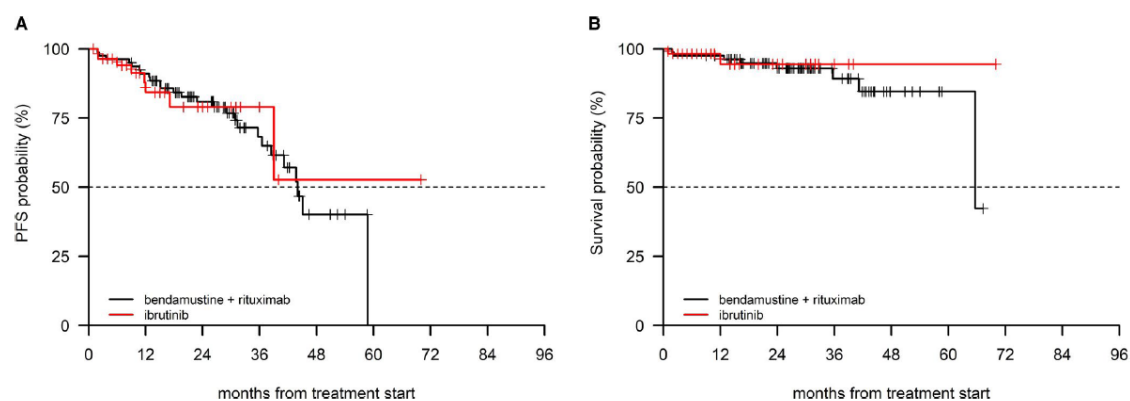 A
100
75
50
25
0
PFS probability (%)
bendamustine + rituximab
ibrutinib
0 12 24 36 48 60 72 84 96
months from treatment start
B
100
75
50
25
0
Survival probability (%)
bendamustine + rituximab
ibrutinib
0 12 24 36 48 60 72 84 96
months from treatment start